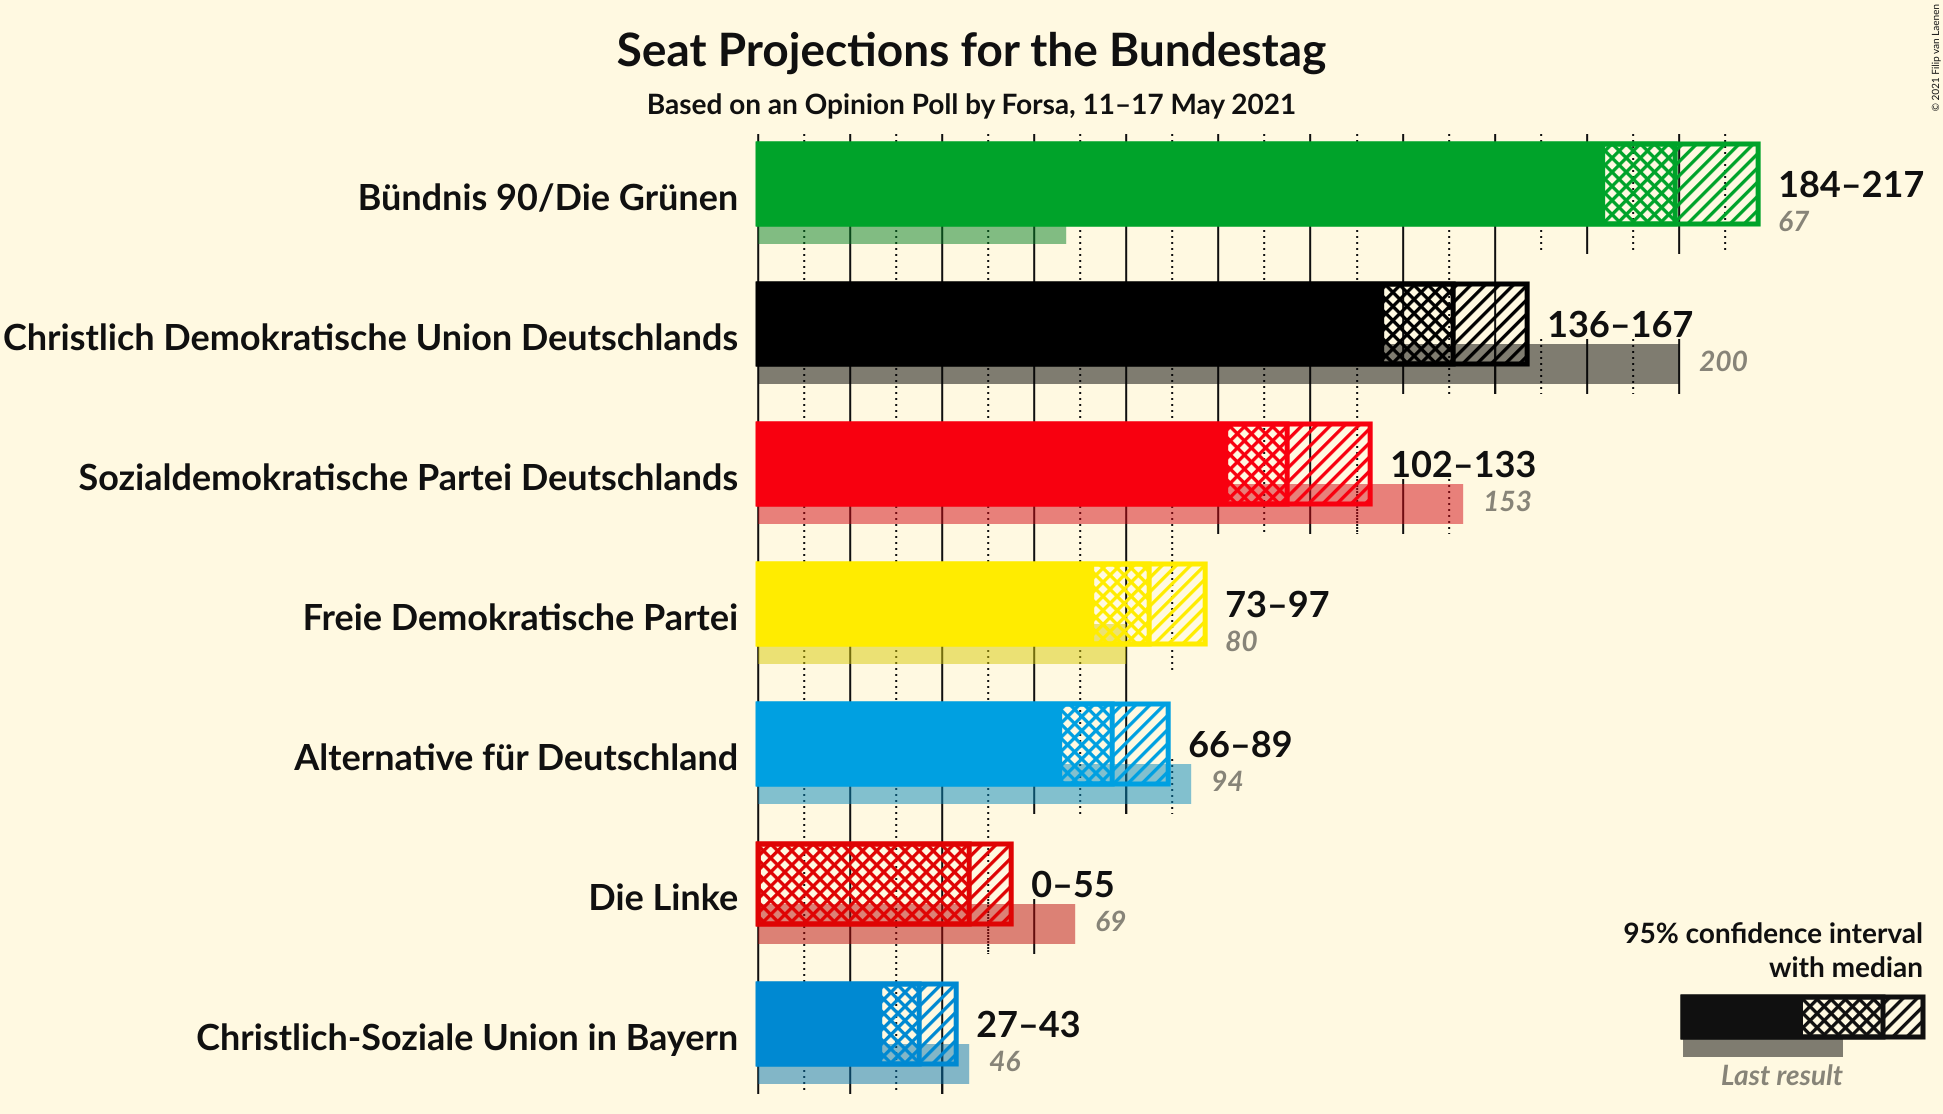 Seat Projections for the Bundestag
Based on an Opinion Poll by Forsa, 11–17 May 2021
© 2021 Filip van Laenen
Bündnis 90/Die Grünen
184–217
67
Christlich Demokratische Union Deutschlands
136–167
200
Sozialdemokratische Partei Deutschlands
102–133
153
Freie Demokratische Partei
73–97
80
Alternative für Deutschland
66–89
94
Die Linke
0–55
69
Christlich-Soziale Union in Bayern
27–43
46
95% confidence interval
with median
Last result